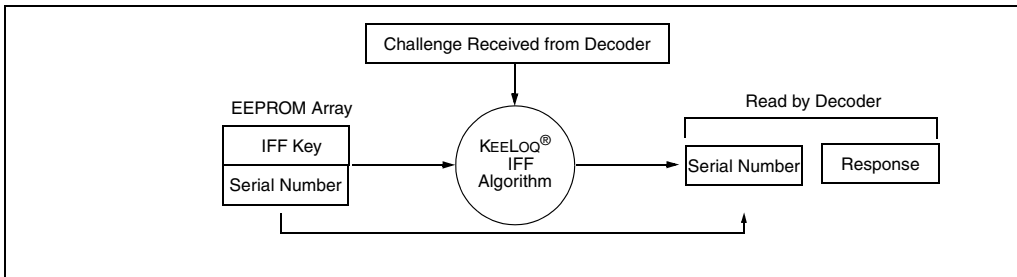 Challenge Received from Decoder
EEPROM Array
IFF Key
Serial Number
KEELOQ®
IFF
Algorithm
Read by Decoder
Serial Number
Response